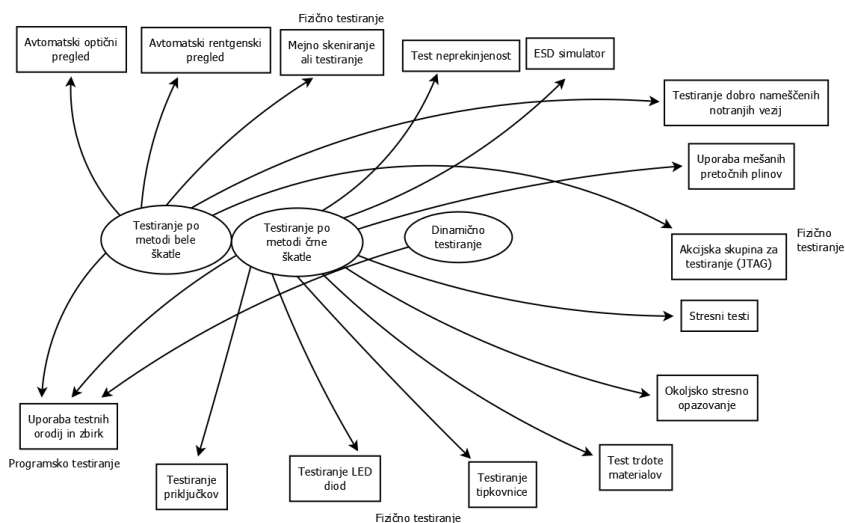 Fizično testiranje
Avtomatski optični
pregled
Avtomatski rentgenski
pregled
Mejno skeniranje
ali testiranje
Test neprekinjenost
ESD simulator
Testiranje dobro nameščenih
notranjih vezij
Uporaba mešanih
pretočnih plinov
Testiranje po
metodi bele
škatle
Testiranje po
metodi črne
škatle
Dinamično
testiranje
Akcijska skupina za
testiranje (JTAG)
Fizično
testiranje
Stresni testi
Okoljsko stresno
opazovanje
Uporaba testnih
orodij in zbirk
Programsko testiranje
Testiranje
priključkov
Testiranje LED
diod
Testiranje
tipkovnice
Test trdote
materialov
Fizično testiranje